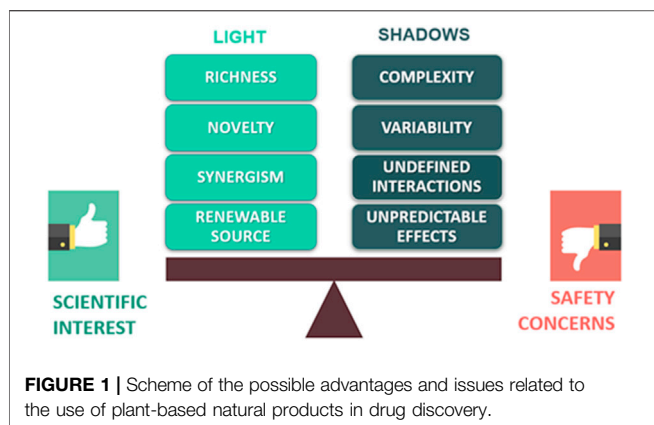 LIGHT
SHADOWS
RICHNESS
COMPLEXITY
NOVELTY
VARIABILITY
SYNERGISM
UNDEFINED
INTERACTIONS
RENEWABLE
SOURCE
UNPREDICTABLE
EFFECTS
SCIENTIFIC
INTEREST
SAFETY
CONCERNS
FIGURE 1 | Scheme of the possible advantages and issues related to
the use of plant-based natural products in drug discovery.